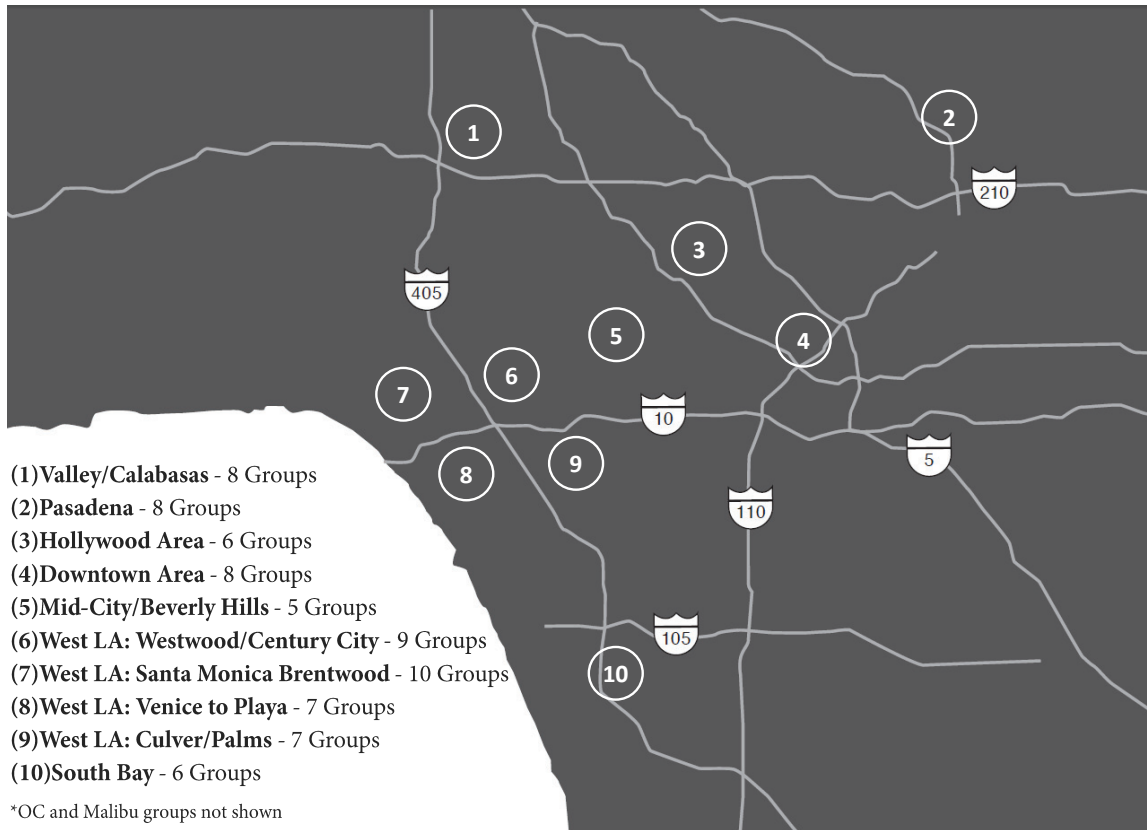 1
2
210
3
405
5
4
6
7
10
9
8
5
110
105
10
(1)Valley/Calabasas - 8 Groups
(2)Pasadena - 8 Groups
(3)Hollywood Area - 6 Groups
(4)Downtown Area - 8 Groups
(5)Mid-City/Beverly Hills - 5 Groups
(6)West LA: Westwood/Century City - 9 Groups
(7)West LA: Santa Monica Brentwood - 10 Groups
(8)West LA: Venice to Playa - 7 Groups
(9)West LA: Culver/Palms - 7 Groups
(10)South Bay - 6 Groups
*OC and Malibu groups not shown